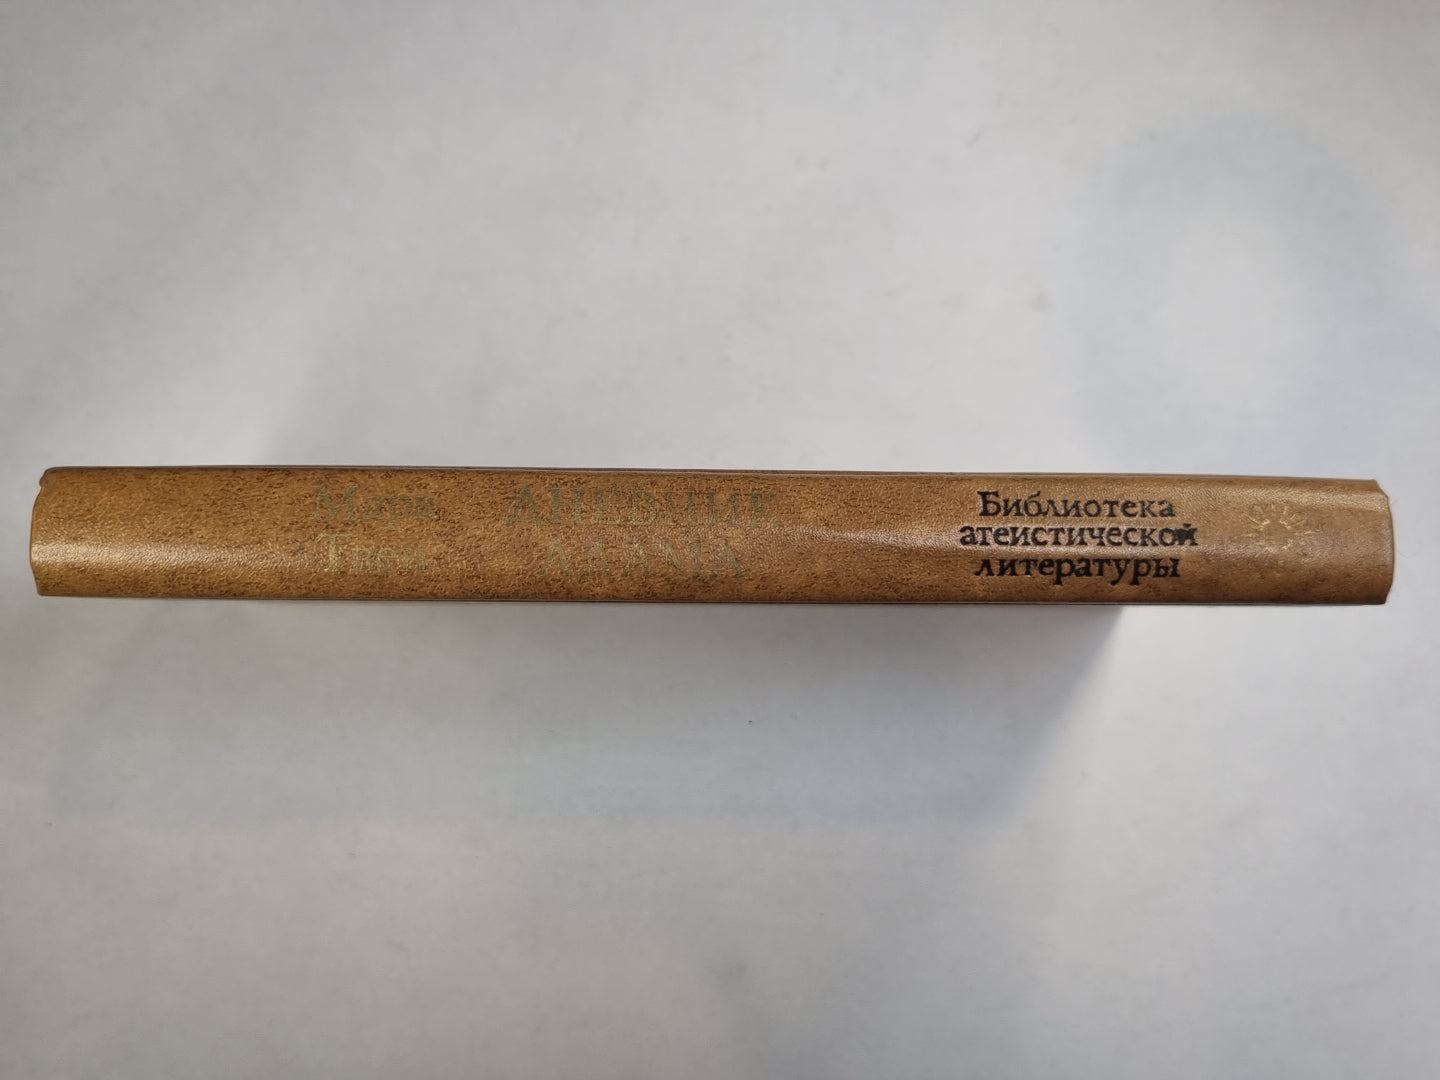 Марк
Твен
ДНЕВНИК
АДАМА
Библиотека
атеистической
литературы